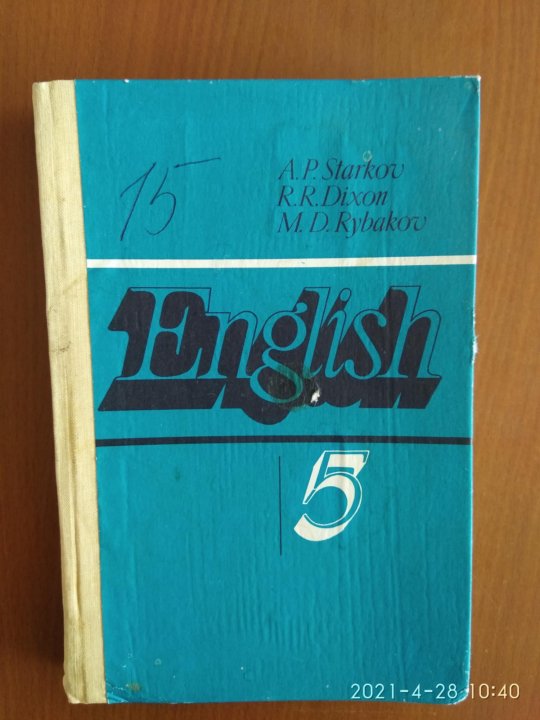 15
A.P. Starkov
R.R. Dixon
M.D. Rybakov
English
5
2021-4-28 10:40